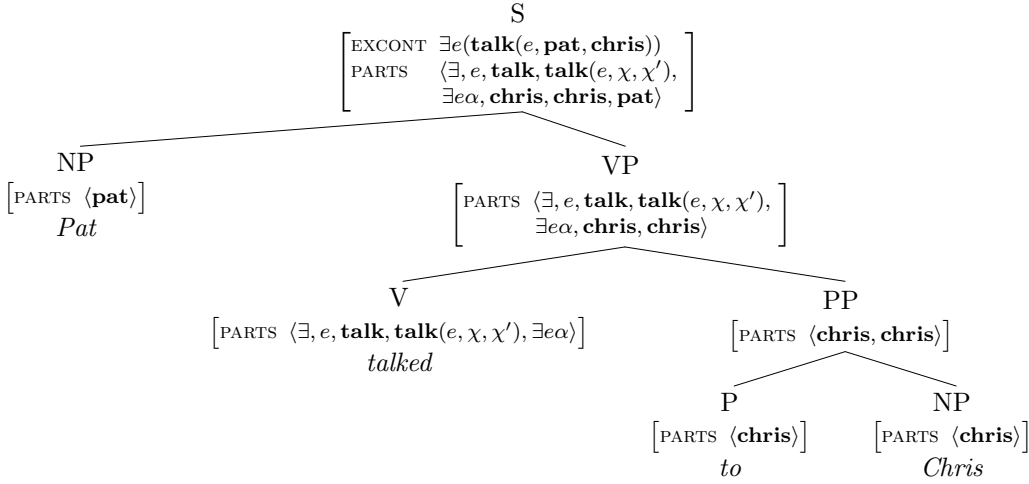 S
EXCONT ∃e(talk(e, pat, chris))
PARTS ⟨∃, e, talk, talk(e, χ, χ′),
∃eα, chris, chris, pat⟩
NP
[PARTS ⟨pat⟩]
Pat
VP
PARTS ⟨∃, e, talk, talk(e, χ, χ′),
∃eα, chris, chris⟩
V
[PARTS ⟨∃, e, talk, talk(e, χ, χ′), ∃eα⟩]
talked
PP
[PARTS ⟨chris, chris⟩]
P
[PARTS ⟨chris⟩]
to
NP
[PARTS ⟨chris⟩]
Chris